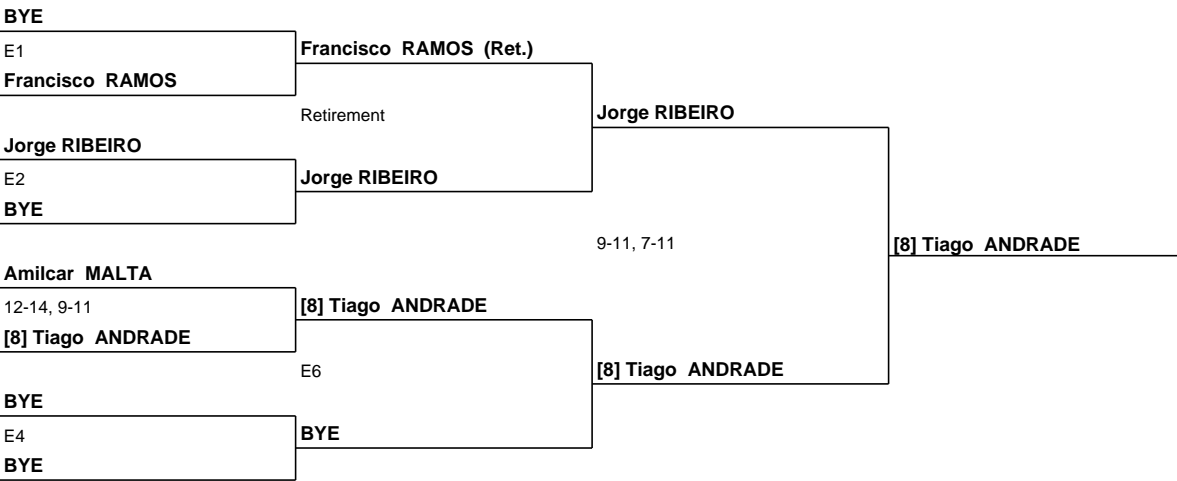 BYE
E1
Francisco RAMOS (Ret.)
Francisco RAMOS
Retirement
Jorge RIBEIRO
Jorge RIBEIRO
E2
Jorge RIBEIRO
BYE
9-11, 7-11
[8] Tiago ANDRADE
Amilcar MALTA
12-14, 9-11
[8] Tiago ANDRADE
[8] Tiago ANDRADE
E6
[8] Tiago ANDRADE
BYE
E4
BYE
BYE